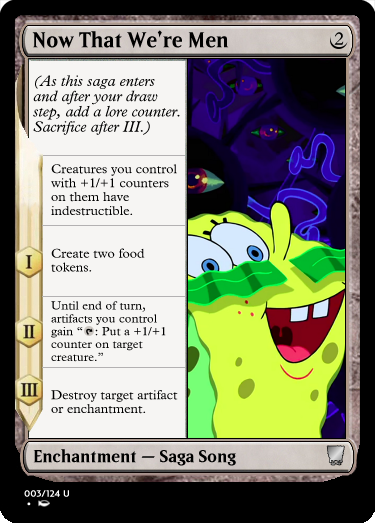 Now That We're Men 2
(As this saga enters
and after your draw
step, add a lore counter.
Sacrifice after III.)
Creatures you control
with +1/+1 counters
on them have
indestructible.
I
Create two food
tokens.
II
Until end of turn,
artifacts you control
gain “: Put a +1/+1
counter on target
creature.”
III
Destroy target artifact
or enchantment.
Enchantment — Saga Song
003/124 U
•